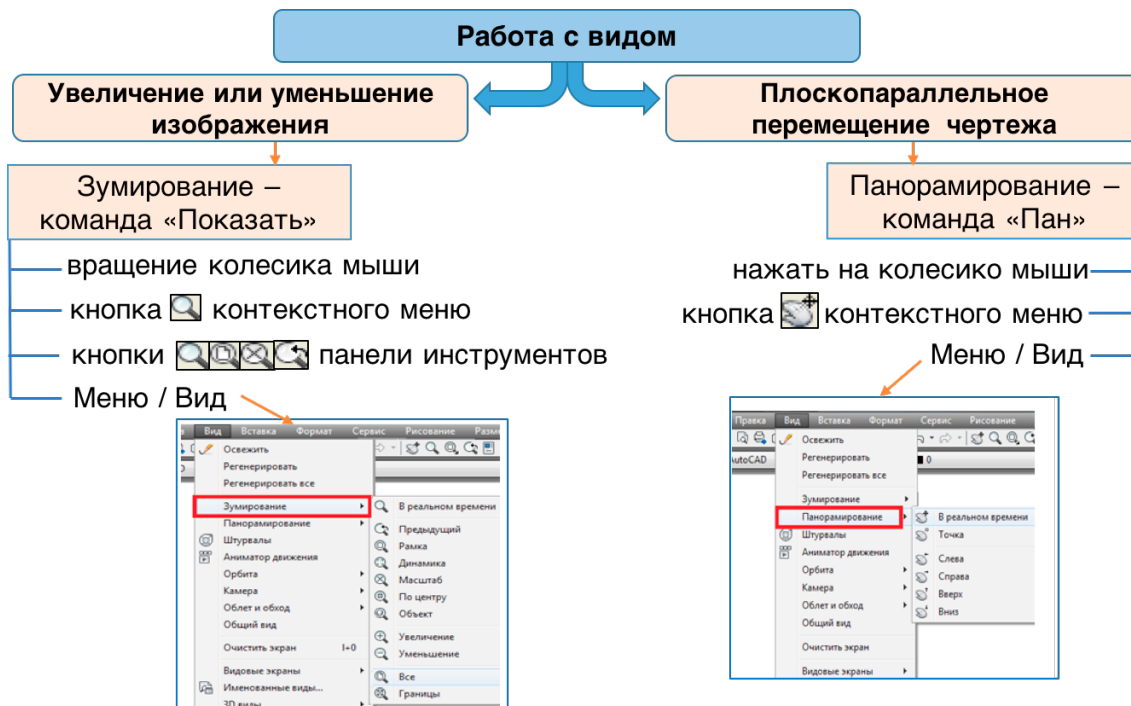 Работа с видом
Увеличение или уменьшение
изображения
Плоскопараллельное
перемещение чертежа
Зумирование –
команда «Показать»
вращение колесика мыши
кнопка контекстного меню
кнопки панели инструментов
Меню / Вид
Панорамирование –
команда «Пан»
нажать на колесико мыши
кнопка контекстного меню
Меню / Вид
Вид Вставка Формат Сервис Рисование
Освежить
Регенерировать
Регенерировать все
Зумирование
Панорамирование
Штурвалы
Аниматор движения
Орбита
Камера
Облет и обход
Общий вид
Очистить экран
Видовые экраны
Именованные виды...
3D виды
В реальном времени
Предыдущий
Рамка
Динамика
Масштаб
По центру
Объект
Увеличение
Уменьшение
Все
Границы
Правка Вид Вставка Формат Сервис Рисование
AutoCAD
0
Освежить
Регенерировать
Регенерировать все
Зумирование
Панорамирование
Штурвалы
Аниматор движения
Орбита
Камера
Облет и обход
Общий вид
Очистить экран
Видовые экраны
В реальном времени
Точка
Слева
Справа
Вверх
Вниз